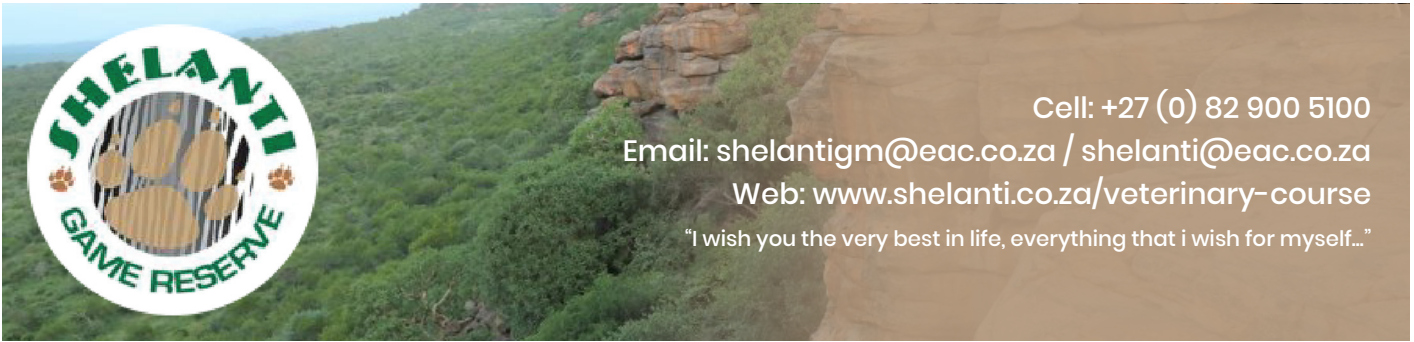 SHELANTI
GAME RESERVE
Cell: +27 (0) 82 900 5100
Email: shelantigm@eac.co.za / shelanti@eac.co.za
Web: www.shelanti.co.za/veterinary-course
“I wish you the very best in life, everything that i wish for myself...”